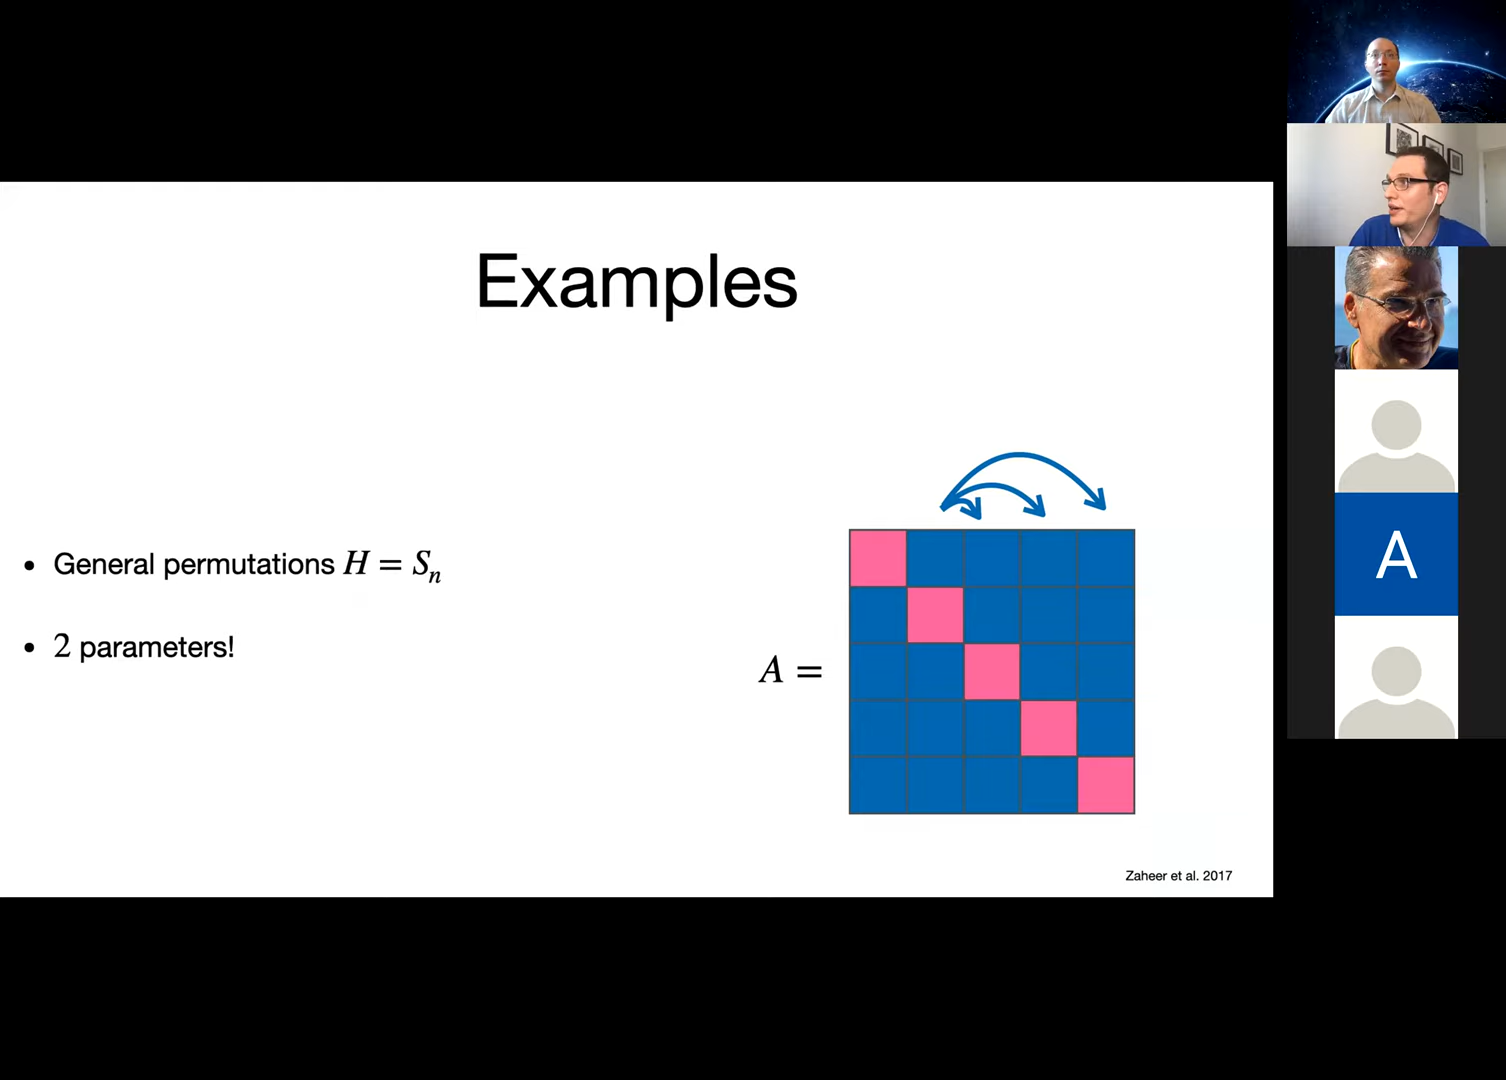 Examples
• General permutations H = Sₙ
• 2 parameters!
A =
Zaheer et al. 2017
A